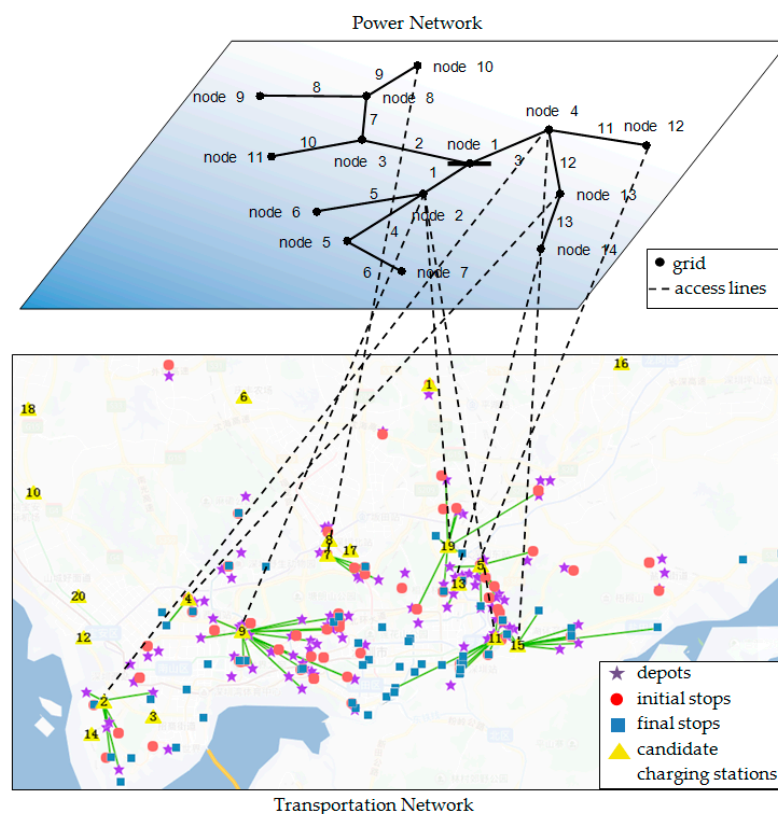 Power Network
node 10
9
8
node 9
node 8
7
node 4
11
node 12
10
2
node 1
node 11
node 3
3
12
1
5
node 13
node 6
node 2
4
13
node 5
node 14
6
node 7
grid
access lines
16
1
6
18
10
8
17
7
19
5
13
20
4
12
9
11
15
2
3
14
depots
initial stops
final stops
candidate
charging stations
Transportation Network